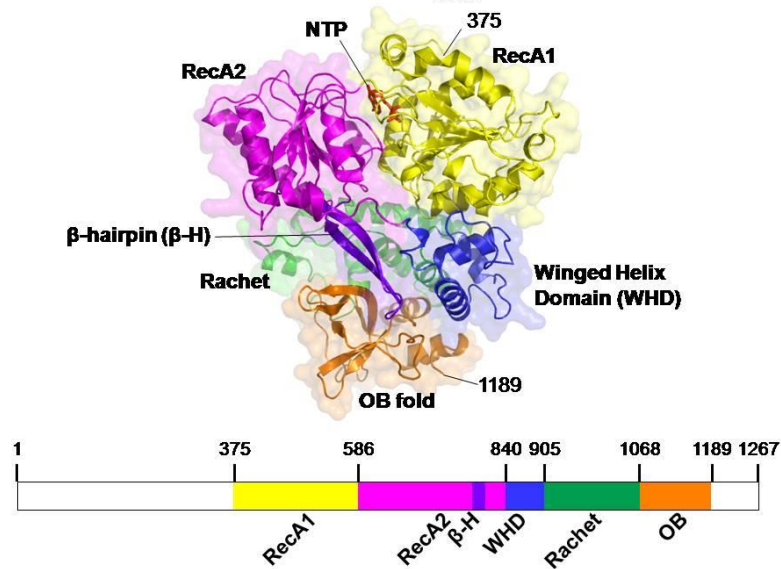 375
NTP
RecA1
RecA2
β-hairpin (β-H)
Rachet
Winged Helix
Domain (WHD)
1189
OB fold
1 375 586 840 905 1068 1189 1267
RecA1 RecA2 β-H WHD Rachet OB